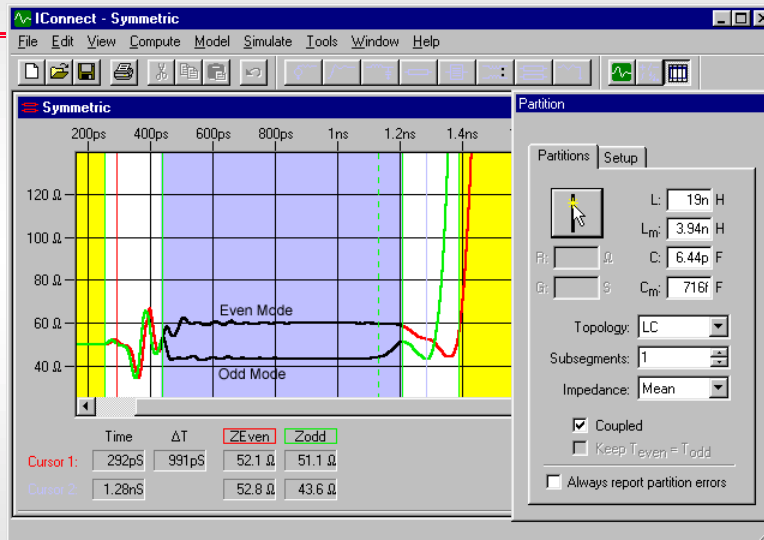 IConnect - Symmetric
File Edit View Compute Model Simulate Tools Window Help
Symmetric
200ps 400ps 600ps 800ps 1ns 1.2ns 1.4ns
120 Ω
100 Ω
80 Ω
60 Ω
40 Ω
Even Mode
Odd Mode
Time ΔT ZEven Zodd
Cursor 1: 292pS 991pS 52.1 Ω 51.1 Ω
Cursor 2: 1.28nS 52.8 Ω 43.6 Ω
Partition
Partitions Setup
L: 19n H
Lm: 3.94n H
R: Ω C: 6.44p F
G: S Cm: 716f F
Topology: LC
Subsegments: 1
Impedance: Mean
Coupled
Keep Teven = Todd
Always report partition errors